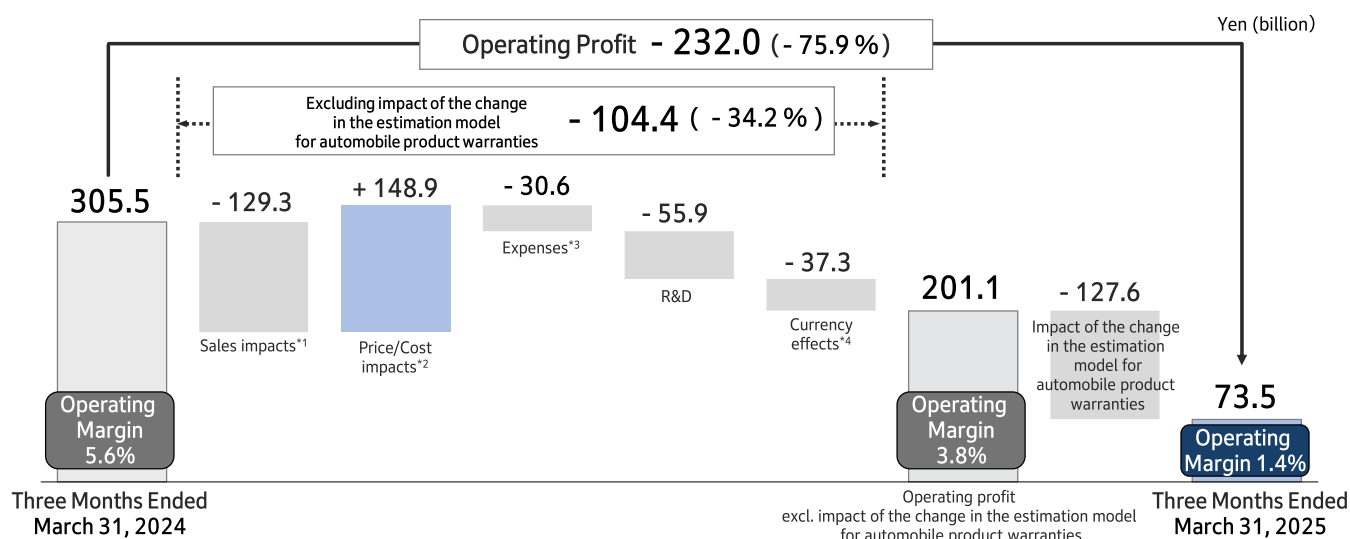 Yen (billion)
Operating Profit - 232.0 (- 75.9 %)
Excluding impact of the change
in the estimation model
for automobile product warranties
- 104.4 ( - 34.2 % )
305.5
- 129.3
+ 148.9
- 30.6
- 55.9
- 37.3
201.1
- 127.6
73.5
Sales impacts*1
Price/Cost
impacts*2
Expenses*3
R&D
Currency
effects*4
Impact of the change
in the estimation
model for
automobile product
warranties
Operating
Margin
5.6%
Operating
Margin
3.8%
Operating
Margin 1.4%
Three Months Ended
March 31, 2024
Operating profit
excl. impact of the change in the estimation model
for automobile product warranties
Three Months Ended
March 31, 2025